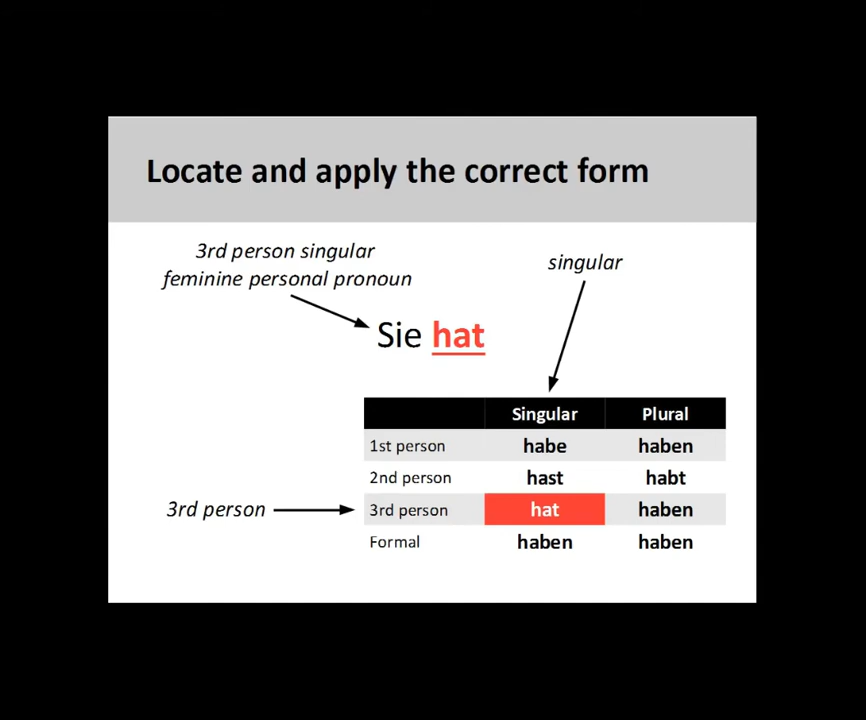 Locate and apply the correct form
3rd person singular
feminine personal pronoun
singular
Sie hat
Singular Plural
1st person habe haben
2nd person hast habt
3rd person
3rd person hat haben
Formal haben haben